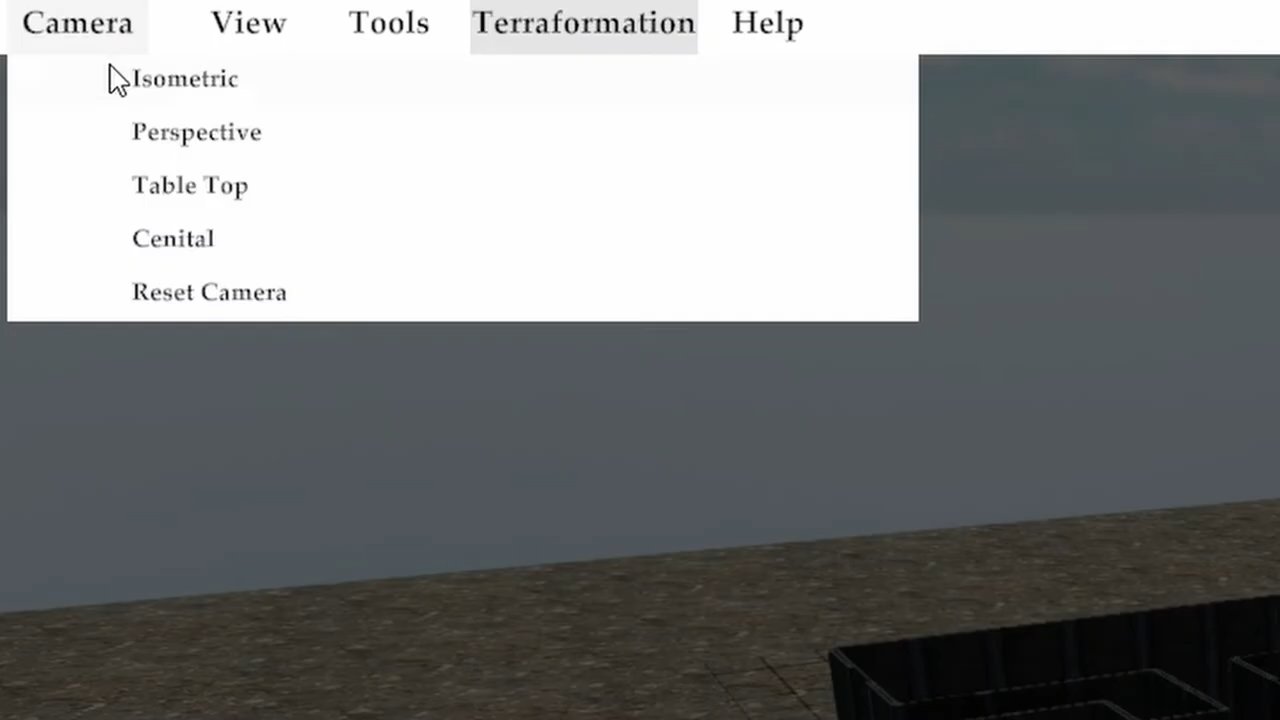 Camera View Tools Terraformation Help
Isometric
Perspective
Table Top
Cenital
Reset Camera